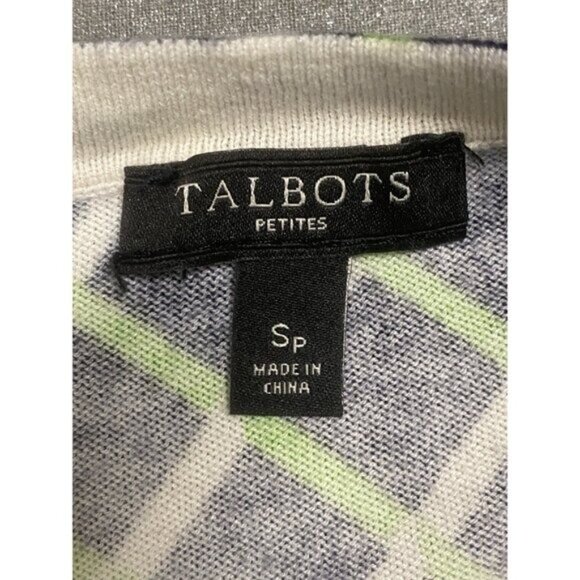 TALBOTS
PETITES
SP
MADE IN
CHINA